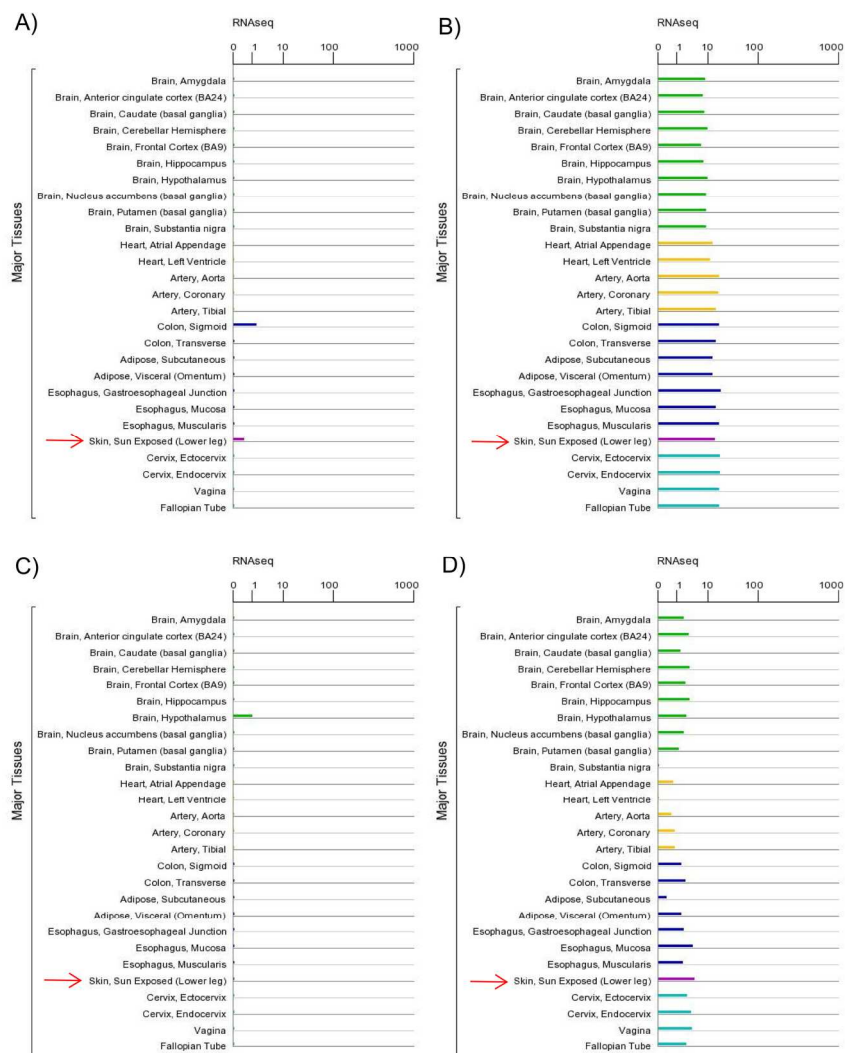 A)
RNAseq
0 1 10 100 1000
Major Tissues
Brain, Amygdala
Brain, Anterior cingulate cortex (BA24)
Brain, Caudate (basal ganglia)
Brain, Cerebellar Hemisphere
Brain, Frontal Cortex (BA9)
Brain, Hippocampus
Brain, Hypothalamus
Brain, Nucleus accumbens (basal ganglia)
Brain, Putamen (basal ganglia)
Brain, Substantia nigra
Heart, Atrial Appendage
Heart, Left Ventricle
Artery, Aorta
Artery, Coronary
Artery, Tibial
Colon, Sigmoid
Colon, Transverse
Adipose, Subcutaneous
Adipose, Visceral (Omentum)
Esophagus, Gastroesophageal Junction
Esophagus, Mucosa
Esophagus, Muscularis
Skin, Sun Exposed (Lower leg)
Cervix, Ectocervix
Cervix, Endocervix
Vagina
Fallopian Tube
B)
RNAseq
0 1 10 100 1000
Major Tissues
Brain, Amygdala
Brain, Anterior cingulate cortex (BA24)
Brain, Caudate (basal ganglia)
Brain, Cerebellar Hemisphere
Brain, Frontal Cortex (BA9)
Brain, Hippocampus
Brain, Hypothalamus
Brain, Nucleus accumbens (basal ganglia)
Brain, Putamen (basal ganglia)
Brain, Substantia nigra
Heart, Atrial Appendage
Heart, Left Ventricle
Artery, Aorta
Artery, Coronary
Artery, Tibial
Colon, Sigmoid
Colon, Transverse
Adipose, Subcutaneous
Adipose, Visceral (Omentum)
Esophagus, Gastroesophageal Junction
Esophagus, Mucosa
Esophagus, Muscularis
Skin, Sun Exposed (Lower leg)
Cervix, Ectocervix
Cervix, Endocervix
Vagina
Fallopian Tube
C)
RNAseq
0 1 10 100 1000
Major Tissues
Brain, Amygdala
Brain, Anterior cingulate cortex (BA24)
Brain, Caudate (basal ganglia)
Brain, Cerebellar Hemisphere
Brain, Frontal Cortex (BA9)
Brain, Hippocampus
Brain, Hypothalamus
Brain, Nucleus accumbens (basal ganglia)
Brain, Putamen (basal ganglia)
Brain, Substantia nigra
Heart, Atrial Appendage
Heart, Left Ventricle
Artery, Aorta
Artery, Coronary
Artery, Tibial
Colon, Sigmoid
Colon, Transverse
Adipose, Subcutaneous
Adipose, Visceral (Omentum)
Esophagus, Gastroesophageal Junction
Esophagus, Mucosa
Esophagus, Muscularis
Skin, Sun Exposed (Lower leg)
Cervix, Ectocervix
Cervix, Endocervix
Vagina
Fallopian Tube
D)
RNAseq
0 1 10 100 1000
Major Tissues
Brain, Amygdala
Brain, Anterior cingulate cortex (BA24)
Brain, Caudate (basal ganglia)
Brain, Cerebellar Hemisphere
Brain, Frontal Cortex (BA9)
Brain, Hippocampus
Brain, Hypothalamus
Brain, Nucleus accumbens (basal ganglia)
Brain, Putamen (basal ganglia)
Brain, Substantia nigra
Heart, Atrial Appendage
Heart, Left Ventricle
Artery, Aorta
Artery, Coronary
Artery, Tibial
Colon, Sigmoid
Colon, Transverse
Adipose, Subcutaneous
Adipose, Visceral (Omentum)
Esophagus, Gastroesophageal Junction
Esophagus, Mucosa
Esophagus, Muscularis
Skin, Sun Exposed (Lower leg)
Cervix, Ectocervix
Cervix, Endocervix
Vagina
Fallopian Tube